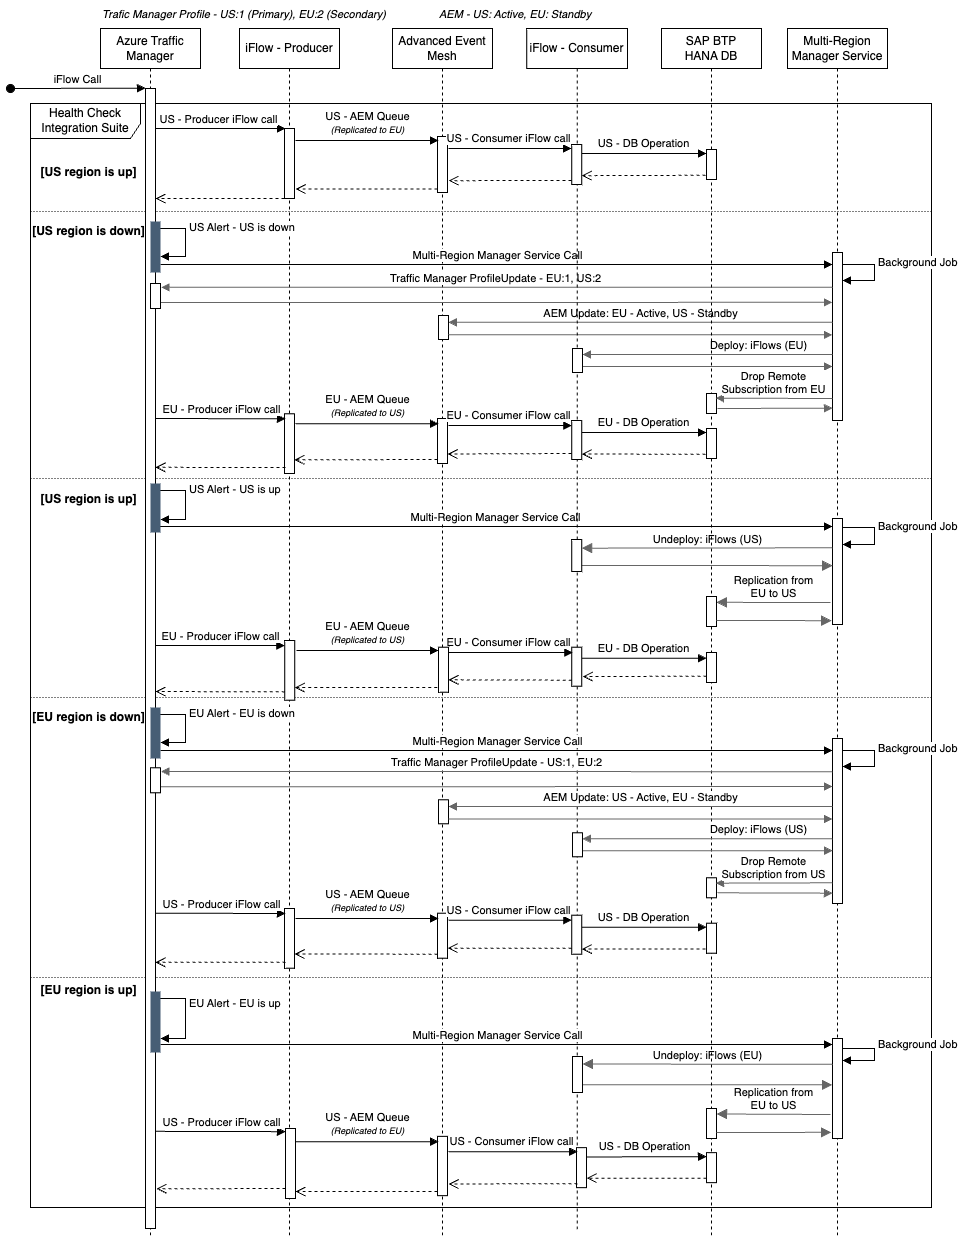 Trafic Manager Profile - US:1 (Primary), EU:2 (Secondary)
AEM - US: Active, EU: Standby
Azure Traffic
Manager
iFlow - Producer
Advanced Event
Mesh
iFlow - Consumer
SAP BTP
HANA DB
Multi-Region
Manager Service
iFlow Call
Health Check
Integration Suite
US - Producer iFlow call
US - AEM Queue
(Replicated to EU)
US - Consumer iFlow call
US - DB Operation
[US region is up]
[US region is down]
US Alert - US is down
Multi-Region Manager Service Call
Background Job
Traffic Manager ProfileUpdate - EU:1, US:2
AEM Update: EU - Active, US - Standby
Deploy: iFlows (EU)
Drop Remote
Subscription from EU
EU - Producer iFlow call
EU - AEM Queue
(Replicated to US)
EU - Consumer iFlow call
EU - DB Operation
[US region is up]
US Alert - US is up
Multi-Region Manager Service Call
Background Job
Undeploy: iFlows (US)
Replication from
EU to US
EU - Producer iFlow call
EU - AEM Queue
(Replicated to US)
EU - Consumer iFlow call
EU - DB Operation
[EU region is down]
EU Alert - EU is down
Multi-Region Manager Service Call
Background Job
Traffic Manager ProfileUpdate - US:1, EU:2
AEM Update: US - Active, EU - Standby
Deploy: iFlows (US)
Drop Remote
Subscription from US
US - Producer iFlow call
US - AEM Queue
(Replicated to US)
US - Consumer iFlow call
US - DB Operation
[EU region is up]
EU Alert - EU is up
Multi-Region Manager Service Call
Background Job
Undeploy: iFlows (EU)
Replication from
EU to US
US - Producer iFlow call
US - AEM Queue
(Replicated to EU)
US - Consumer iFlow call
US - DB Operation